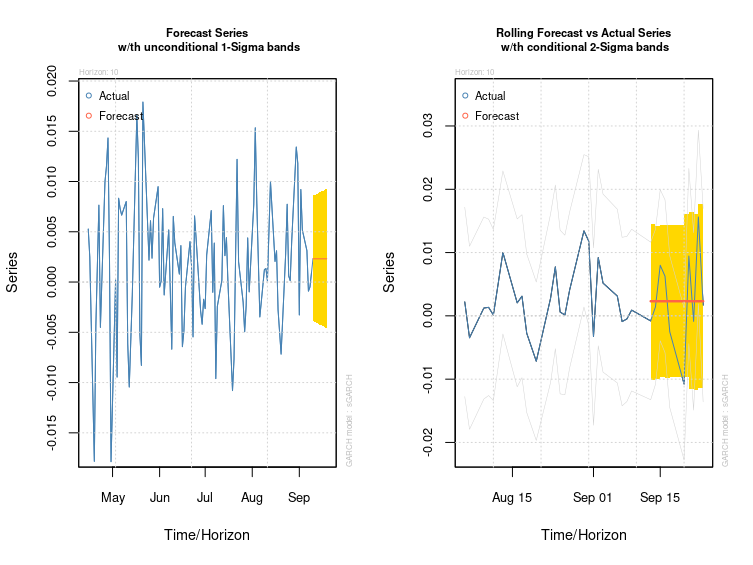 Forecast Series
w/th unconditional 1-Sigma bands
Horizon: 10
Actual
Forecast
0.020
0.015
0.010
0.005
0.000
-0.005
-0.010
-0.015
Series
May Jun Jul Aug Sep
Time/Horizon
GARCH model : sGARCH
Rolling Forecast vs Actual Series
w/th conditional 2-Sigma bands
Horizon: 10
Actual
Forecast
0.03
0.02
0.01
0.00
-0.01
-0.02
Series
Aug 15 Sep 01 Sep 15
Time/Horizon
GARCH model : sGARCH